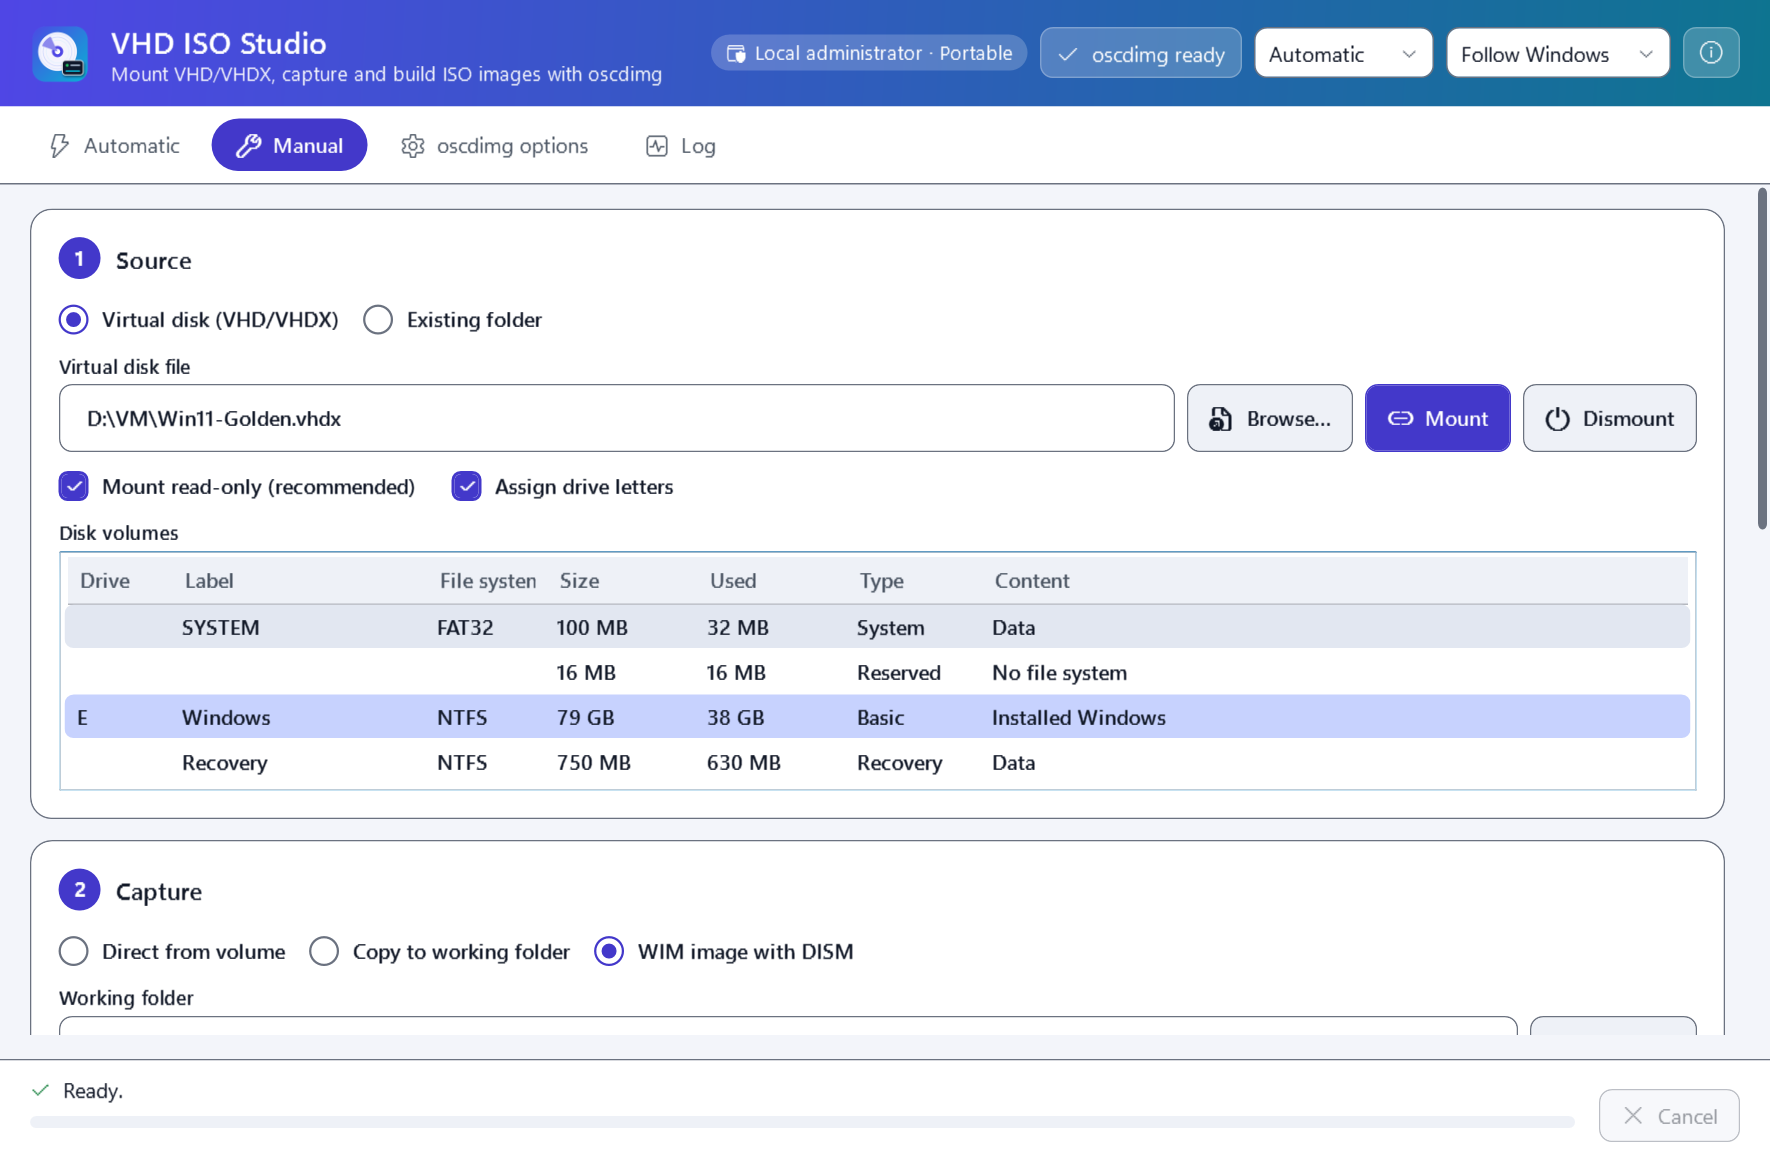 VHD ISO Studio
Mount VHD/VHDX, capture and build ISO images with oscdimg
Local administrator · Portable
oscdimg ready
Automatic
Follow Windows
Automatic
Manual
oscdimg options
Log
1 Source
Virtual disk (VHD/VHDX)
Existing folder
Virtual disk file
D:\VM\Win11-Golden.vhdx
Browse...
Mount
Dismount
Mount read-only (recommended)
Assign drive letters
Disk volumes
Drive Label File system Size Used Type Content
SYSTEM FAT32 100 MB 32 MB System Data
16 MB 16 MB Reserved No file system
E Windows NTFS 79 GB 38 GB Basic Installed Windows
Recovery NTFS 750 MB 630 MB Recovery Data
2 Capture
Direct from volume
Copy to working folder
WIM image with DISM
Working folder
Ready.
Cancel